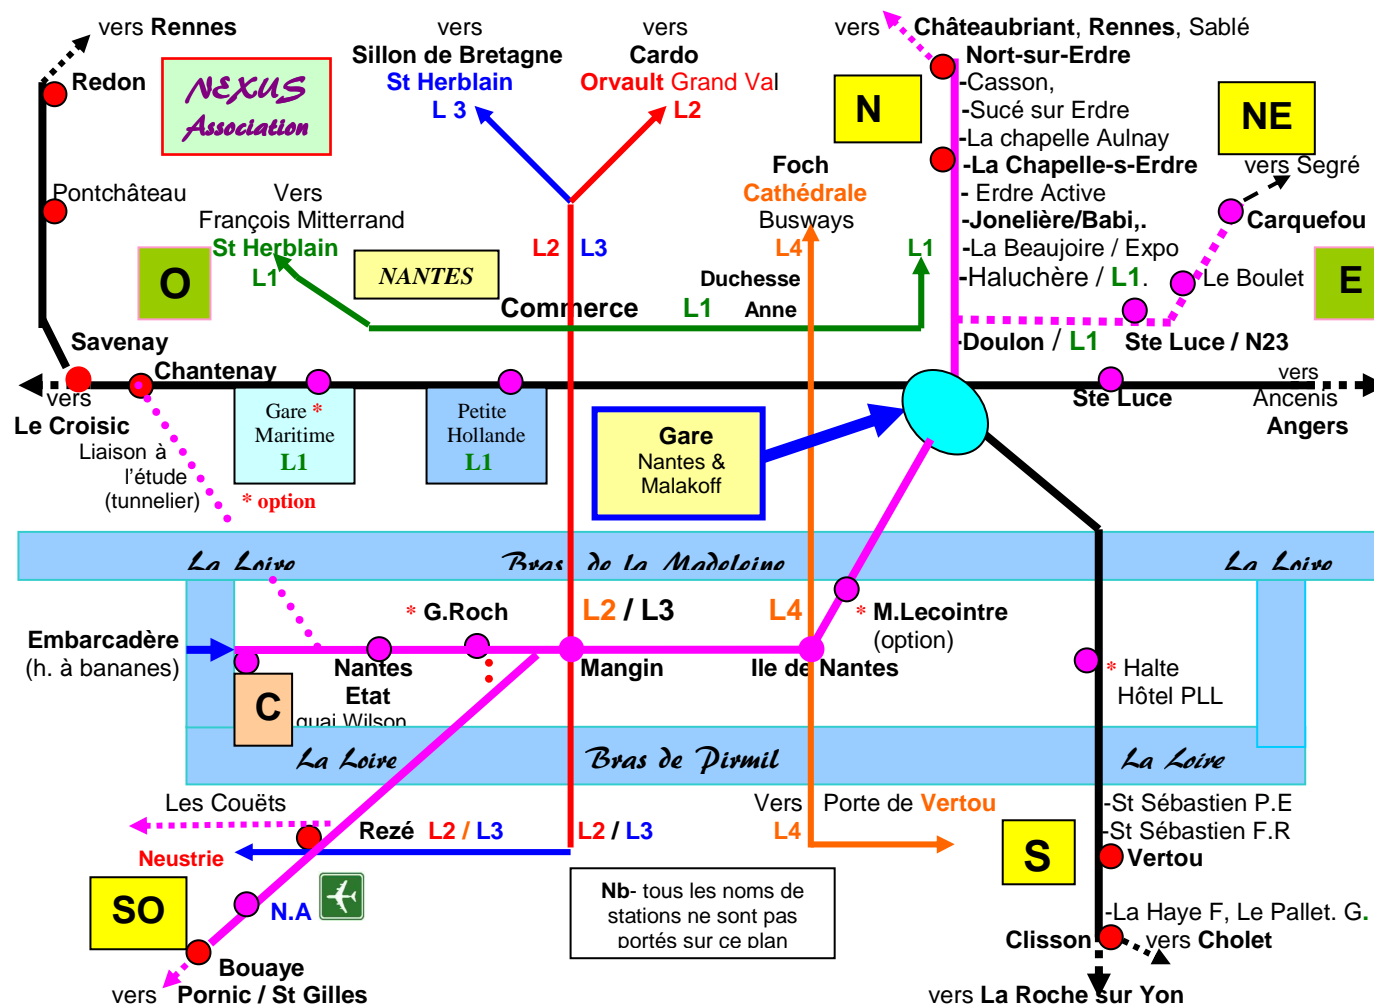 vers Rennes
Redon
NEXUS
Association
Pontchâteau
vers
Sillon de Bretagne
St Herblain
L 3
vers
Cardo
Orvault Grand Val
L2
vers
Châteaubriant, Rennes, Sablé
Nort-sur-Erdre
-Casson,
-Sucé sur Erdre
-La chapelle Aulnay
-La Chapelle-s-Erdre
- Erdre Active
-Jonelière/Babi,.
-La Beaujoire / Expo
-Haluchère / L1.
-Doulon / L1
N
NE
vers Segré
Carquefou
Le Boulet
E
Ste Luce / N23
Vers
François Mitterrand
St Herblain
L1
O
NANTES
L2
L3
Foch
Cathédrale
Busways
L4
L1
Duchesse
Anne
Commerce
L1
Savenay
Chantenay
vers
Le Croisic
Liaison à
l'étude
(tunnelier)
Gare *
Maritime
L1
* option
Petite
Hollande
L1
Gare
Nantes &
Malakoff
Ste Luce
vers
Ancenis
Angers
La Loire
Bras de la Madeleine
La Loire
Embarcadère
(h. à bananes)
* G.Roch
L2 / L3
L4
* M.Lecointre
(option)
Nantes
Etat
quai Wilson
C
Mangin
Ile de Nantes
* Halte
Hôtel PLL
La Loire
Bras de Pirmil
La Loire
Les Couëts
Rezé L2 / L3
L2 / L3
Neustrie
Vers Porte de Vertou
L4
-St Sébastien P.E
-St Sébastien F.R
Vertou
S
SO
N.A
Nb- tous les noms de
stations ne sont pas
portés sur ce plan
-La Haye F, Le Pallet. G.
Clisson
vers Cholet
Bouaye
vers Pornic / St Gilles
vers La Roche sur Yon